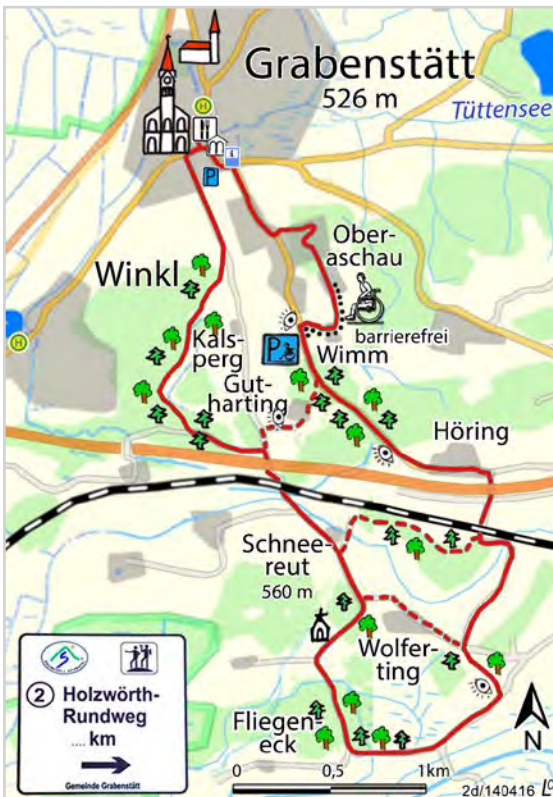 Grabenstätt
526 m
Tüttensee
H
i
P
Ober-
aschau
Winkl
barrierefrei
H
P
Wimm
Kals-
perg
Gut-
harting
Höring
Schnee-
reut
560 m
Wolfer-
ting
Fliegen-
eck
2 Holzwörth-
Rundweg
.... km
Gemeinde Grabenstätt
N
0 0,5 1km
2d/140416